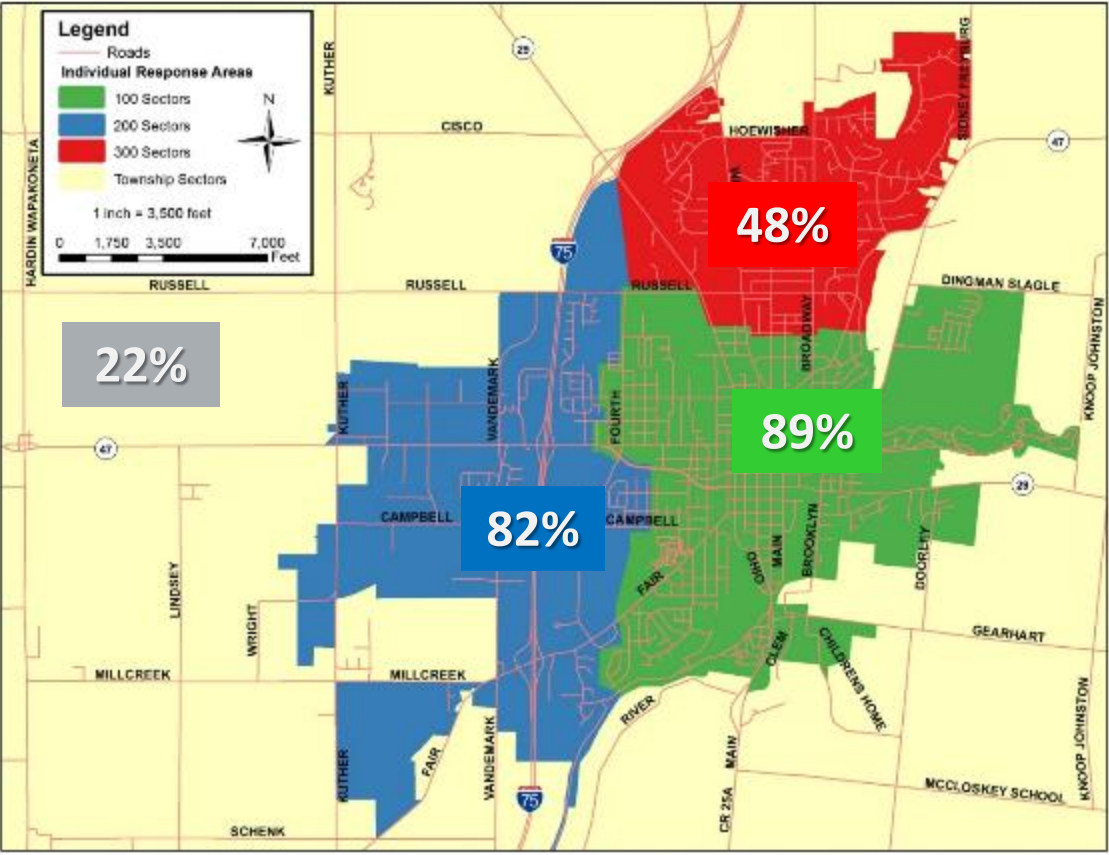 Legend
Roads
Individual Response Areas
100 Sectors
200 Sectors
300 Sectors
Township Sectors
N
1 inch = 3,500 feet
0 1,750 3,500 7,000
Feet
KUTHER
29
SIDNEY FREYBURG
CISCO
HOEWISHER
47
HARDIN WAPAKONETA
48%
75
RUSSELL
RUSSELL
RUSSELL
DINGMAN SLAGLE
BROADWAY
KNOOP JOHNSTON
22%
VANDEMARK
KUTHER
FOURTH
89%
47
29
CAMPBELL
82%
CAMPBELL
BROOKLYN
MAIN
OHIO
DOORLEY
FAIR
LINDSEY
WRIGHT
GEARHART
CLEM
CHILDRENS HOME
MILLCREEK
MILLCREEK
RIVER
KNOOP JOHNSTON
KUTHER
FAIR
VANDEMARK
MAIN
CR 25A
75
MCCLOSKEY SCHOOL
SCHENK